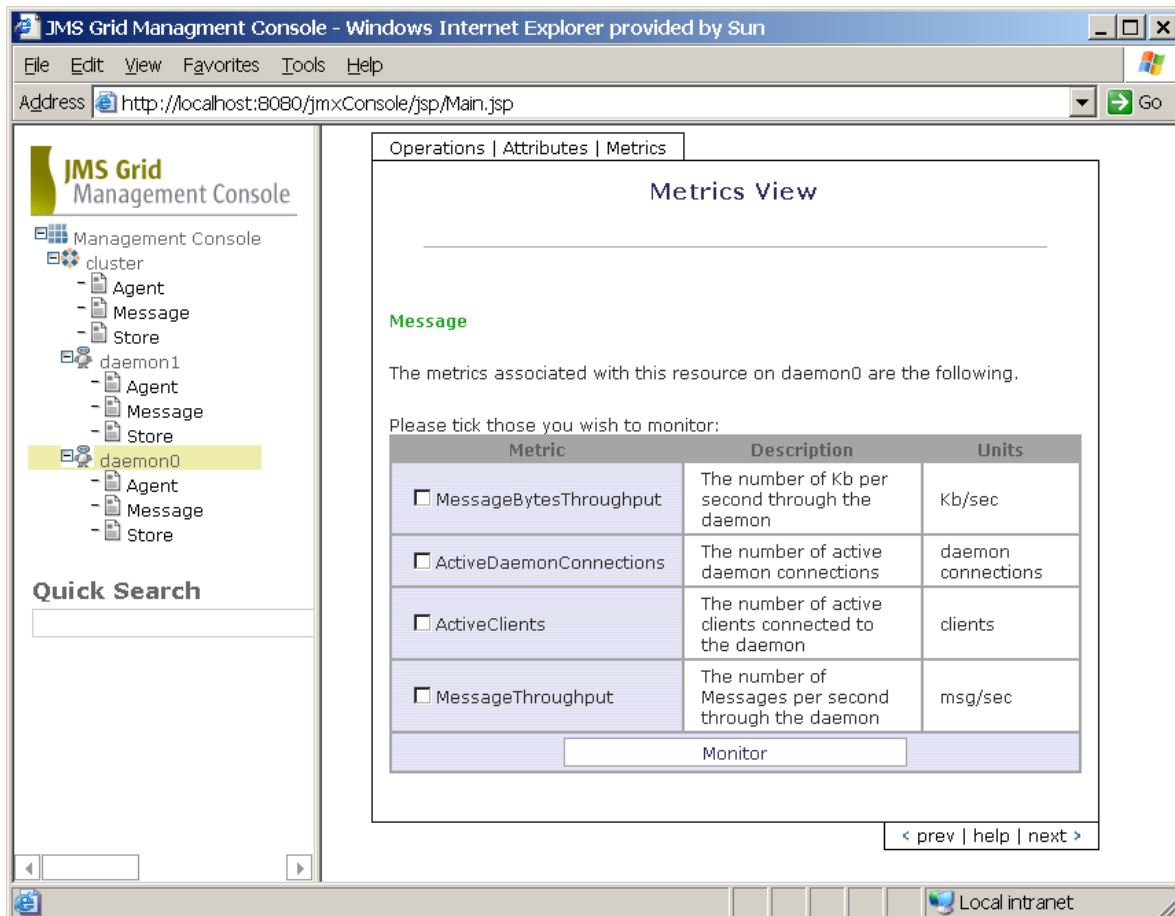 JMS Grid Managment Console - Windows Internet Explorer provided by Sun
File Edit View Favorites Tools Help
Address http://localhost:8080/jmxConsole/jsp/Main.jsp Go
JMS Grid
Management Console
Management Console
cluster
Agent
Message
Store
daemon1
Agent
Message
Store
daemon0
Agent
Message
Store
Quick Search
Operations | Attributes | Metrics
Metrics View
Message
The metrics associated with this resource on daemon0 are the following.
Please tick those you wish to monitor:
Metric Description Units
MessageBytesThroughput The number of Kb per second through the daemon Kb/sec
ActiveDaemonConnections The number of active daemon connections daemon connections
ActiveClients The number of active clients connected to the daemon clients
MessageThroughput The number of Messages per second through the daemon msg/sec
Monitor
< prev | help | next >
Local intranet